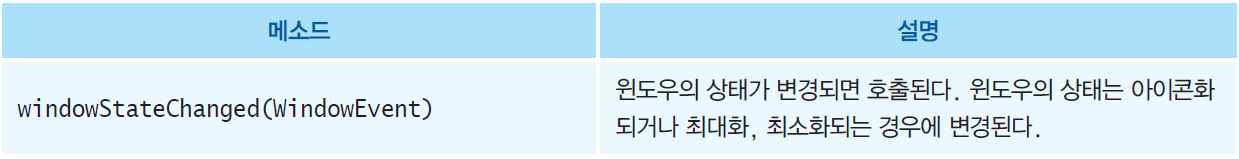 메소드
설명
windowStateChanged(WindowEvent)
윈도우의 상태가 변경되면 호출된다. 윈도우의 상태는 아이콘화
되거나 최대화, 최소화되는 경우에 변경된다.